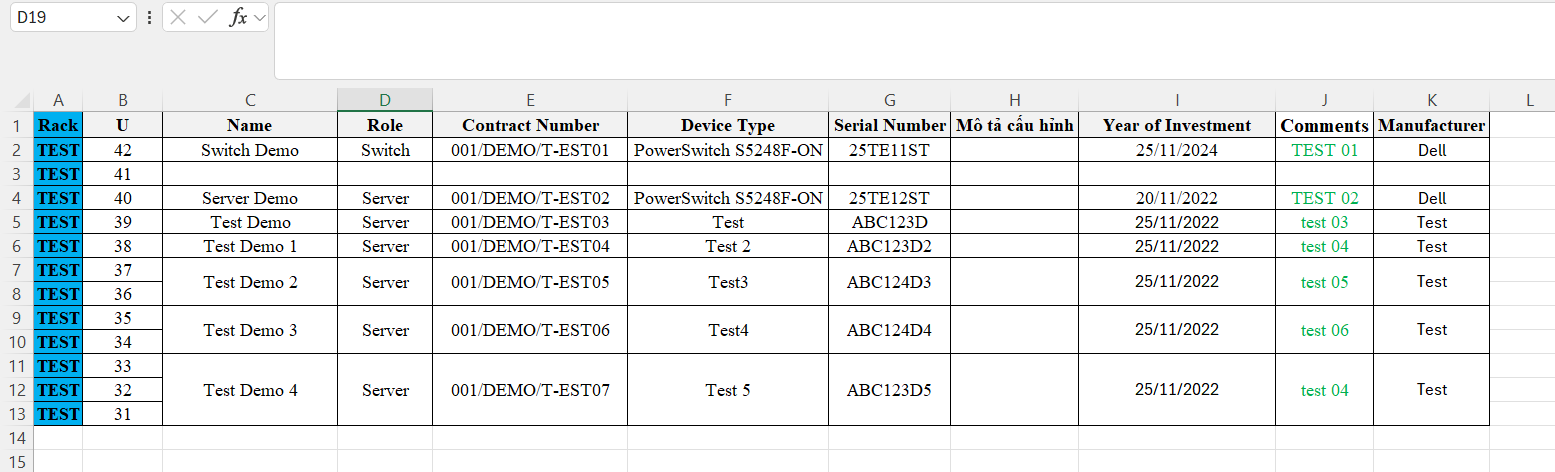 D19 fx
A B C D E F G H I J K L
1 Rack U Name Role Contract Number Device Type Serial Number Mô tả cấu hỉnh Year of Investment Comments Manufacturer
2 TEST 42 Switch Demo Switch 001/DEMO/T-EST01 PowerSwitch S5248F-ON 25TE11ST 25/11/2024 TEST 01 Dell
3 TEST 41
4 TEST 40 Server Demo Server 001/DEMO/T-EST02 PowerSwitch S5248F-ON 25TE12ST 20/11/2022 TEST 02 Dell
5 TEST 39 Test Demo Server 001/DEMO/T-EST03 Test ABC123D 25/11/2022 test 03 Test
6 TEST 38 Test Demo 1 Server 001/DEMO/T-EST04 Test 2 ABC123D2 25/11/2022 test 04 Test
7 TEST 37
Test Demo 2 Server 001/DEMO/T-EST05 Test3 ABC124D3 25/11/2022 test 05 Test
8 TEST 36
9 TEST 35
Test Demo 3 Server 001/DEMO/T-EST06 Test4 ABC124D4 25/11/2022 test 06 Test
10 TEST 34
11 TEST 33
12 TEST 32 Test Demo 4 Server 001/DEMO/T-EST07 Test 5 ABC123D5 25/11/2022 test 04 Test
13 TEST 31
14
15